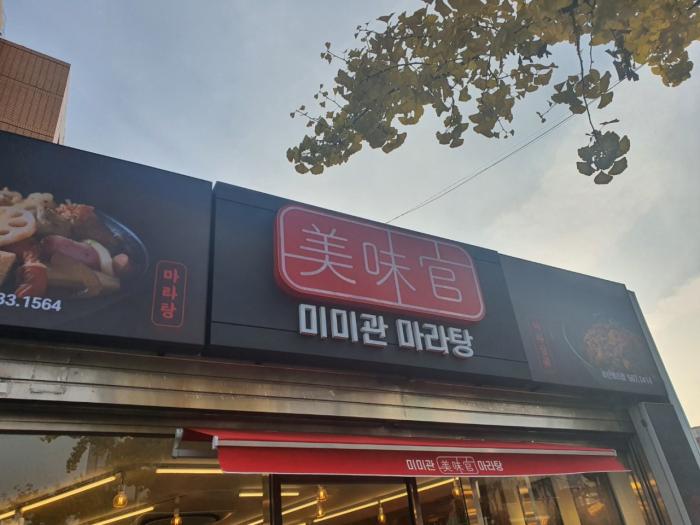 33.1564
마라탕
美味官
미미관 마라탕
미미관 美味官 마라탕